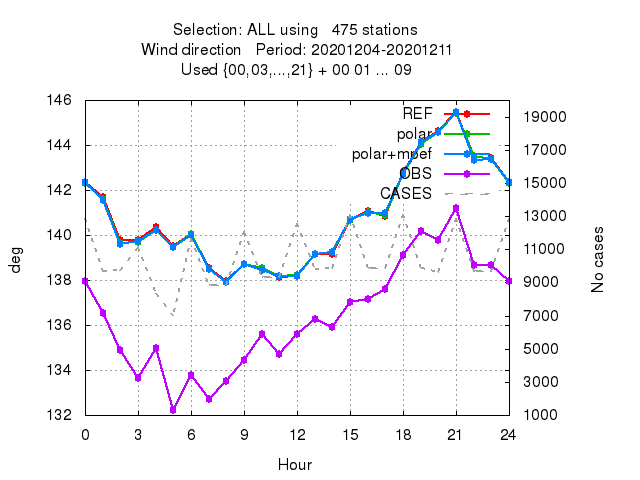 Selection: ALL using   475 stations
Wind direction   Period: 20201204-20201211
Used {00,03,...,21} + 00 01 ... 09
146
144
142
140
138
136
134
132
19000
17000
15000
13000
11000
9000
7000
5000
3000
1000
REF
polar
polar+mpef
OBS
CASES
deg
No cases
0 3 6 9 12 15 18 21 24
Hour